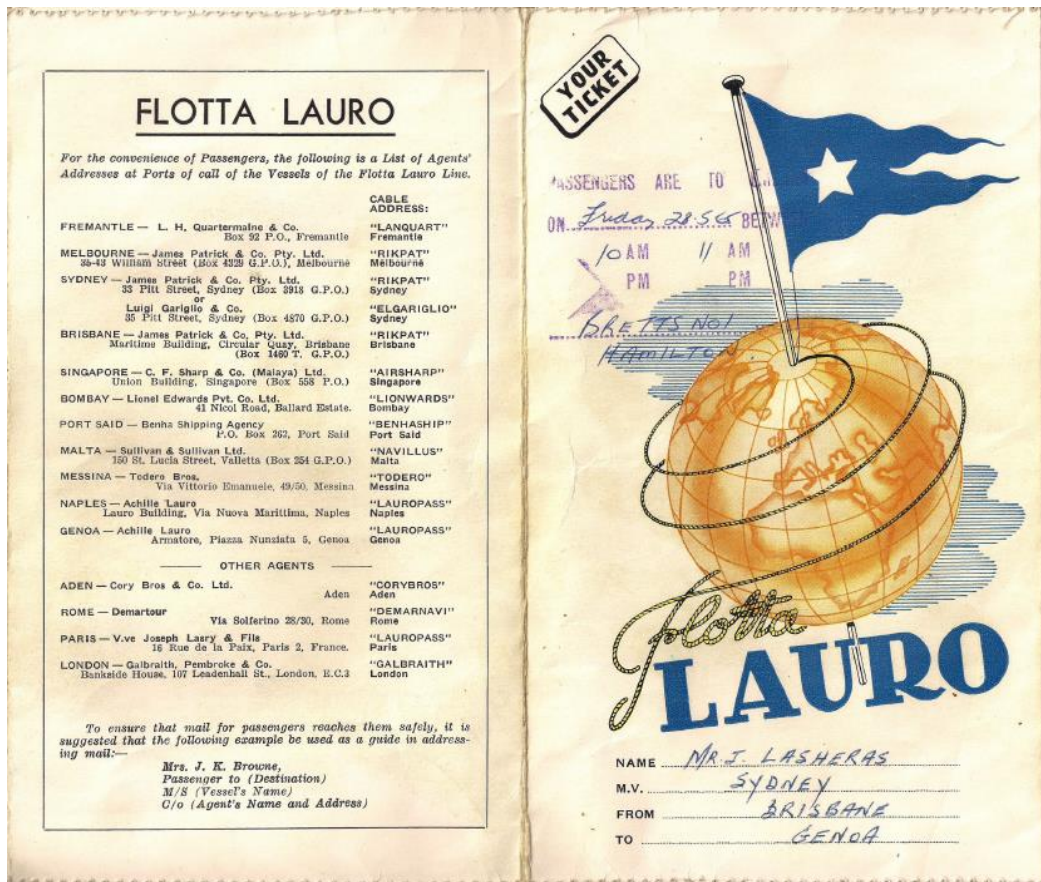 FLOTTA LAURO
For the convenience of Passengers, the following is a List of Agents'
Addresses at Ports of call of the Vessels of the Flotta Lauro Line.
CABLE
ADDRESS:
FREMANTLE — L. H. Quartermaine & Co. "LANQUART"
Box 92 P.O., Fremantle Fremantle
MELBOURNE — James Patrick & Co. Pty. Ltd. "RIKPAT"
35-43 William Street (Box 4329 G.P.O.), Melbourne Melbourne
SYDNEY — James Patrick & Co. Pty. Ltd. "RIKPAT"
33 Pitt Street, Sydney (Box 3918 G.P.O.) Sydney
or
Luigi Gariglio & Co. "ELGARIGLIO"
35 Pitt Street, Sydney (Box 4870 G.P.O.) Sydney
BRISBANE — James Patrick & Co. Pty. Ltd. "RIKPAT"
Maritime Building, Circular Quay, Brisbane Brisbane
(Box 1460 T. G.P.O.)
SINGAPORE — C. F. Sharp & Co. (Malaya) Ltd. "AIRSHARP"
Union Building, Singapore (Box 558 P.O.) Singapore
BOMBAY — Lionel Edwards Pvt. Co. Ltd. "LIONWARDS"
41 Nicol Road, Ballard Estate. Bombay
PORT SAID — Benha Shipping Agency "BENHASHIP"
P.O. Box 262, Port Said Port Said
MALTA — Sullivan & Sullivan Ltd. "NAVILLUS"
150 St. Lucia Street, Valletta (Box 254 G.P.O.) Malta
MESSINA — Todero Bros. "TODERO"
Via Vittorio Emanuele, 49/50, Messina Messina
NAPLES — Achille Lauro "LAUROPASS"
Lauro Building, Via Nuova Marittima, Naples Naples
GENOA — Achille Lauro "LAUROPASS"
Armatore, Piazza Nunziata 5, Genoa Genoa
OTHER AGENTS
ADEN — Cory Bros & Co. Ltd. "CORYBROS"
Aden Aden
ROME — Demartour "DEMARNAVI"
Via Solferino 28/30, Rome Rome
PARIS — V.ve Joseph Lasry & Fils "LAUROPASS"
16 Rue de la Paix, Paris 2, France. Paris
LONDON — Galbraith, Pembroke & Co. "GALBRAITH"
Bankside House, 107 Leadenhall St., London, E.C.3 London
To ensure that mail for passengers reaches them safely, it is
suggested that the following example be used as a guide in address-
ing mail:—
Mrs. J. K. Browne,
Passenger to (Destination)
M/S (Vessel's Name)
C/o (Agent's Name and Address)
YOUR
TICKET
PASSENGERS ARE TO
ON Friday 28.5.65
10 AM 11 AM
PM PM
BRETTS NO1
HAMILTON.
Flotta
LAURO
NAME MR. J. LASHERAS
M.V. SYDNEY
FROM BRISBANE
TO GENOA